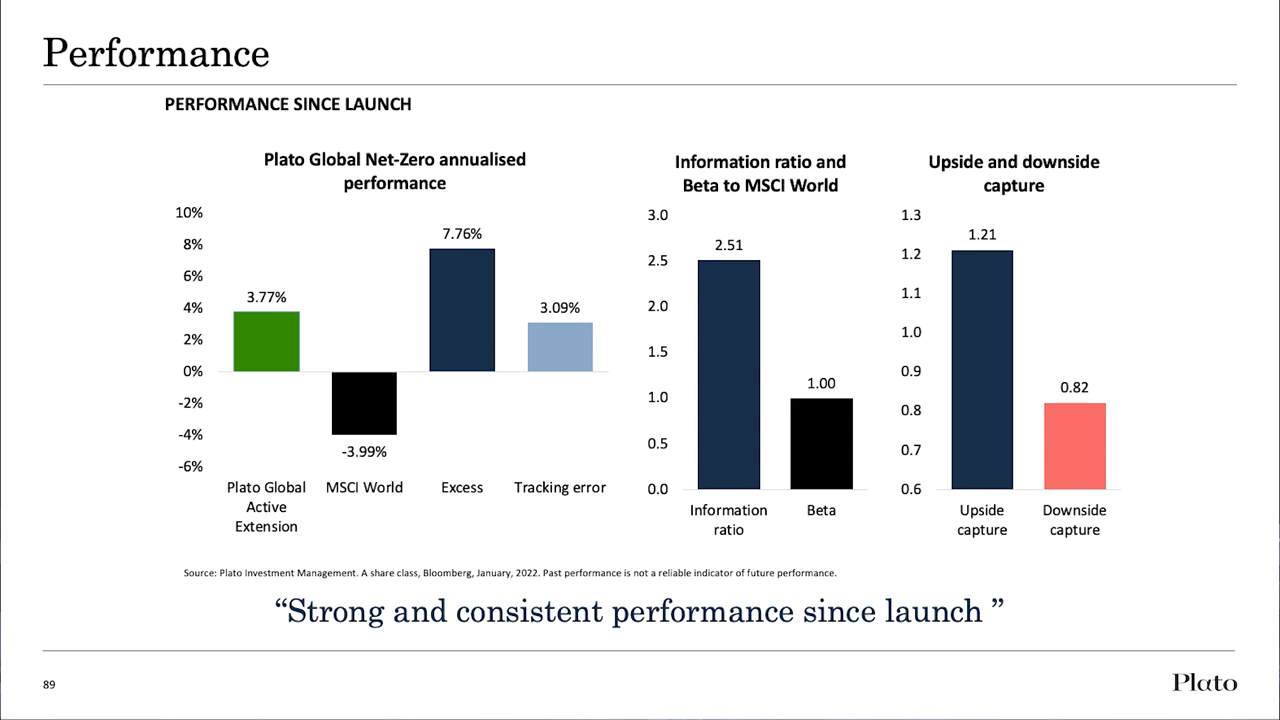 Performance
PERFORMANCE SINCE LAUNCH
Plato Global Net-Zero annualised
performance
10%
8%
6%
4%
2%
0%
-2%
-4%
-6%
3.77%
-3.99%
7.76%
3.09%
Plato Global
Active
Extension
MSCI World
Excess
Tracking error
Information ratio and
Beta to MSCI World
3.0
2.5
2.0
1.5
1.0
0.5
0.0
2.51
1.00
Information
ratio
Beta
Upside and downside
capture
1.3
1.2
1.1
1.0
0.9
0.8
0.7
0.6
1.21
0.82
Upside
capture
Downside
capture
Source: Plato Investment Management. A share class, Bloomberg, January, 2022. Past performance is not a reliable indicator of future performance.
“Strong and consistent performance since launch ”
89
Plato